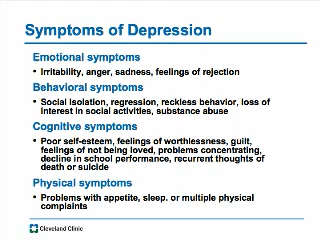 Symptoms of Depression
Emotional symptoms
• Irritability, anger, sadness, feelings of rejection
Behavioral symptoms
• Social isolation, regression, reckless behavior, loss of
interest in social activities, substance abuse
Cognitive symptoms
• Poor self-esteem, feelings of worthlessness, guilt,
feelings of not being loved, problems concentrating,
decline in school performance, recurrent thoughts of
death or suicide
Physical symptoms
• Problems with appetite, sleep. or multiple physical
complaints
Cleveland Clinic